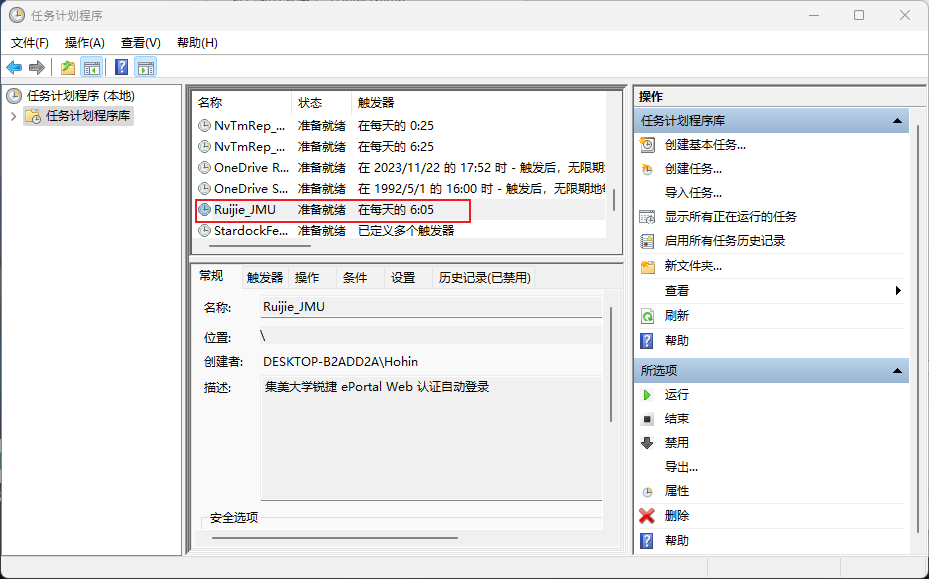 任务计划程序
文件(F) 操作(A) 查看(V) 帮助(H)
任务计划程序 (本地)
任务计划程序库
名称 状态 触发器
NvTmRep_... 准备就绪 在每天的 0:25
NvTmRep_... 准备就绪 在每天的 6:25
OneDrive R... 准备就绪 在 2023/11/22 的 17:52 时 - 触发后，无限期
OneDrive S... 准备就绪 在 1992/5/1 的 16:00 时 - 触发后，无限期地
Ruijie_JMU 准备就绪 在每天的 6:05
StardockFe... 准备就绪 已定义多个触发器
常规 触发器 操作 条件 设置 历史记录(已禁用)
名称: Ruijie_JMU
位置: \
创建者: DESKTOP-B2ADD2A\Hohin
描述: 集美大学锐捷 ePortal Web 认证自动登录
安全选项
操作
任务计划程序库
创建基本任务...
创建任务...
导入任务...
显示所有正在运行的任务
启用所有任务历史记录
新文件夹...
查看
刷新
帮助
所选项
运行
结束
禁用
导出...
属性
删除
帮助